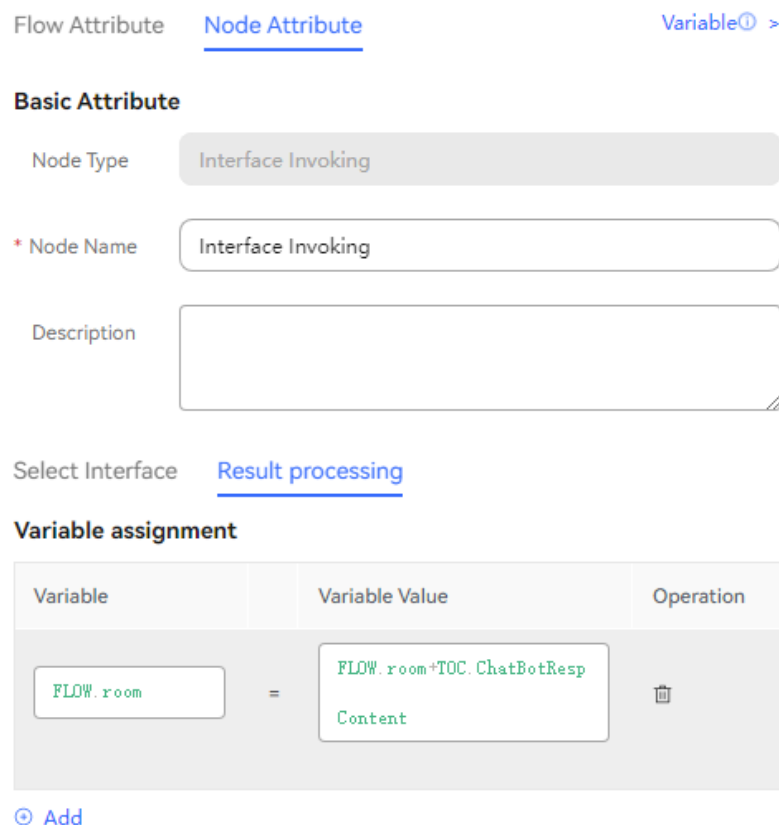 Flow Attribute Node Attribute Variable >
Basic Attribute
Node Type Interface Invoking
* Node Name Interface Invoking
Description
Select Interface Result processing
Variable assignment
Variable Variable Value Operation
FLOW.room+TOC.ChatBotResp
FLOW.room =
Content
Add